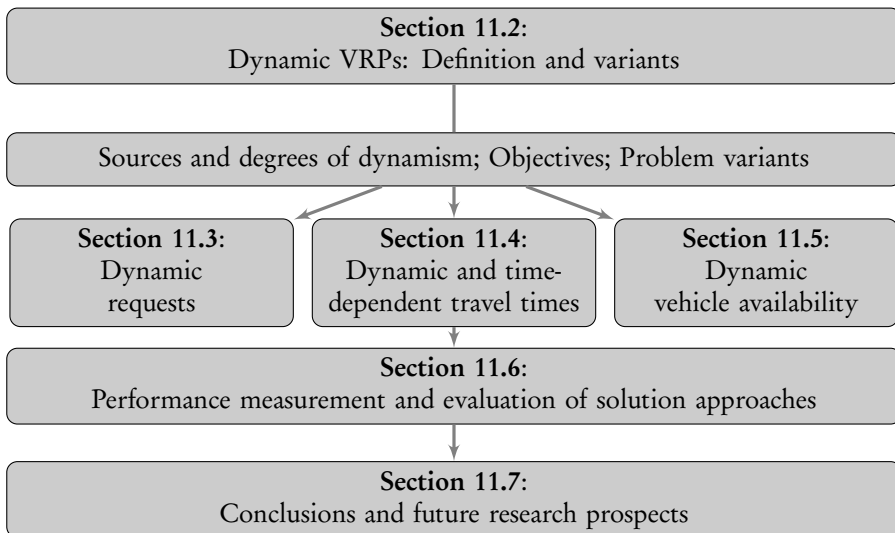 Section 11.2:
Dynamic VRPs: Definition and variants
Sources and degrees of dynamism; Objectives; Problem variants
Section 11.3:
Dynamic
requests
Section 11.4:
Dynamic and time-
dependent travel times
Section 11.5:
Dynamic
vehicle availability
Section 11.6:
Performance measurement and evaluation of solution approaches
Section 11.7:
Conclusions and future research prospects